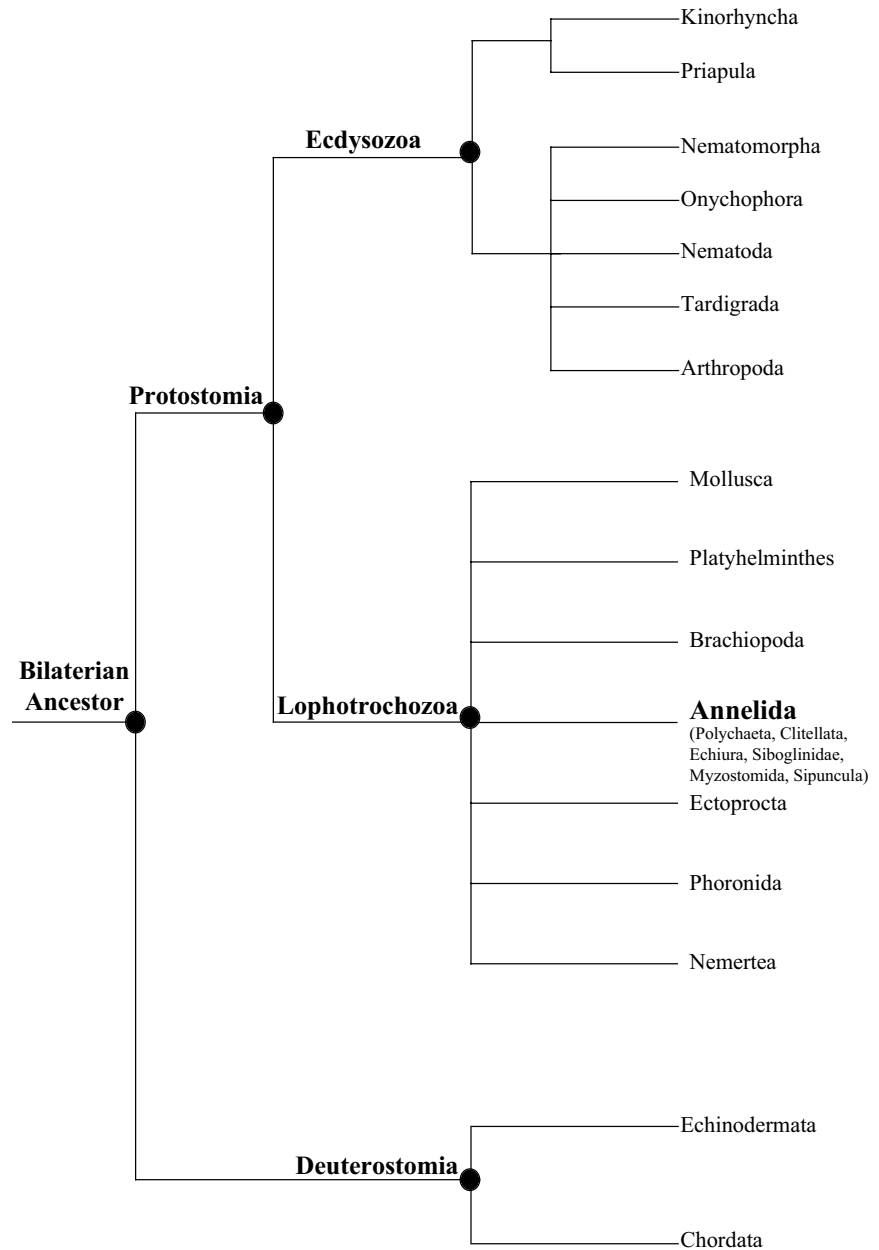 Kinorhyncha
Priapula
Ecdysozoa
Nematomorpha
Onychophora
Nematoda
Tardigrada
Arthropoda
Protostomia
Mollusca
Platyhelminthes
Brachiopoda
Bilaterian
Ancestor
Lophotrochozoa
Annelida
(Polychaeta, Clitellata,
Echiura, Siboglinidae,
Myzostomida, Sipuncula)
Ectoprocta
Phoronida
Nemertea
Echinodermata
Deuterostomia
Chordata